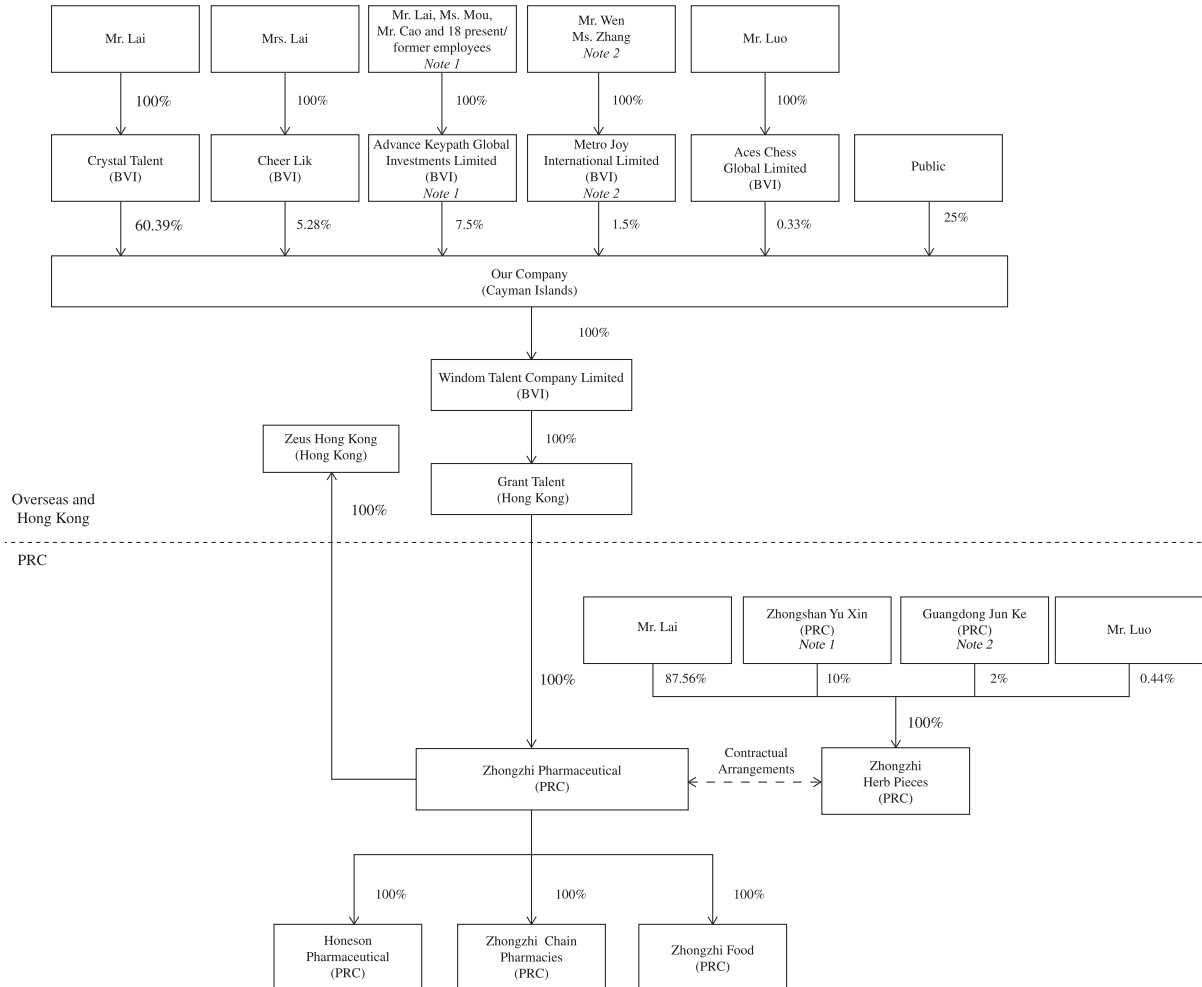 Mr. Lai
Mrs. Lai
Mr. Lai, Ms. Mou,
Mr. Cao and 18 present/
former employees
Note 1
Mr. Wen
Ms. Zhang
Note 2
Mr. Luo
100%
100%
100%
100%
100%
Crystal Talent
(BVI)
Cheer Lik
(BVI)
Advance Keypath Global
Investments Limited
(BVI)
Note 1
Metro Joy
International Limited
(BVI)
Note 2
Aces Chess
Global Limited
(BVI)
Public
60.39%
5.28%
7.5%
1.5%
0.33%
25%
Our Company
(Cayman Islands)
100%
Windom Talent Company Limited
(BVI)
100%
Zeus Hong Kong
(Hong Kong)
Grant Talent
(Hong Kong)
Overseas and
Hong Kong
100%
PRC
Mr. Lai
Zhongshan Yu Xin
(PRC)
Note 1
Guangdong Jun Ke
(PRC)
Note 2
Mr. Luo
100%
87.56%
10%
2%
0.44%
100%
Zhongzhi Pharmaceutical
(PRC)
Contractual
Arrangements
Zhongzhi
Herb Pieces
(PRC)
100%
100%
100%
Honeson
Pharmaceutical
(PRC)
Zhongzhi Chain
Pharmacies
(PRC)
Zhongzhi Food
(PRC)